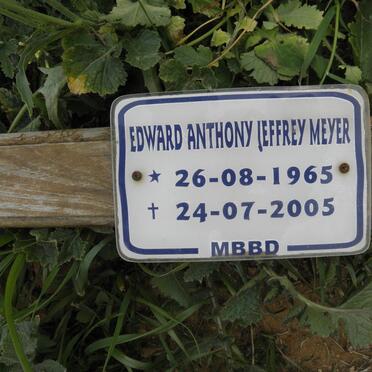 EDWARD ANTHONY JEFFREY MEYER
★ 26-08-1965
† 24-07-2005
MBBD